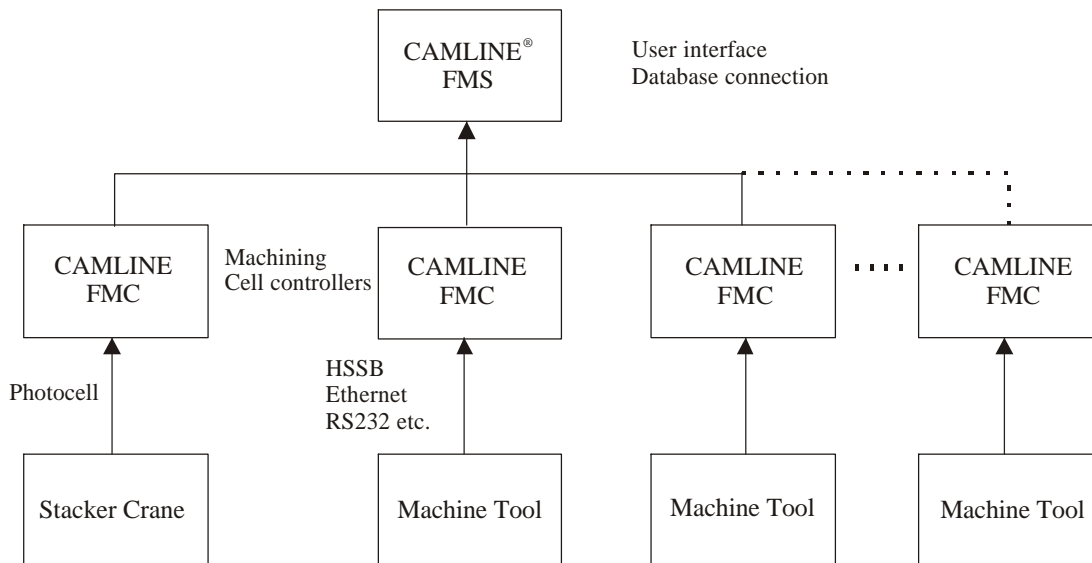 CAMLINE®
FMS
User interface
Database connection
CAMLINE
FMC
Machining
Cell controllers
CAMLINE
FMC
CAMLINE
FMC
CAMLINE
FMC
Photocell
HSSB
Ethernet
RS232 etc.
Stacker Crane
Machine Tool
Machine Tool
Machine Tool